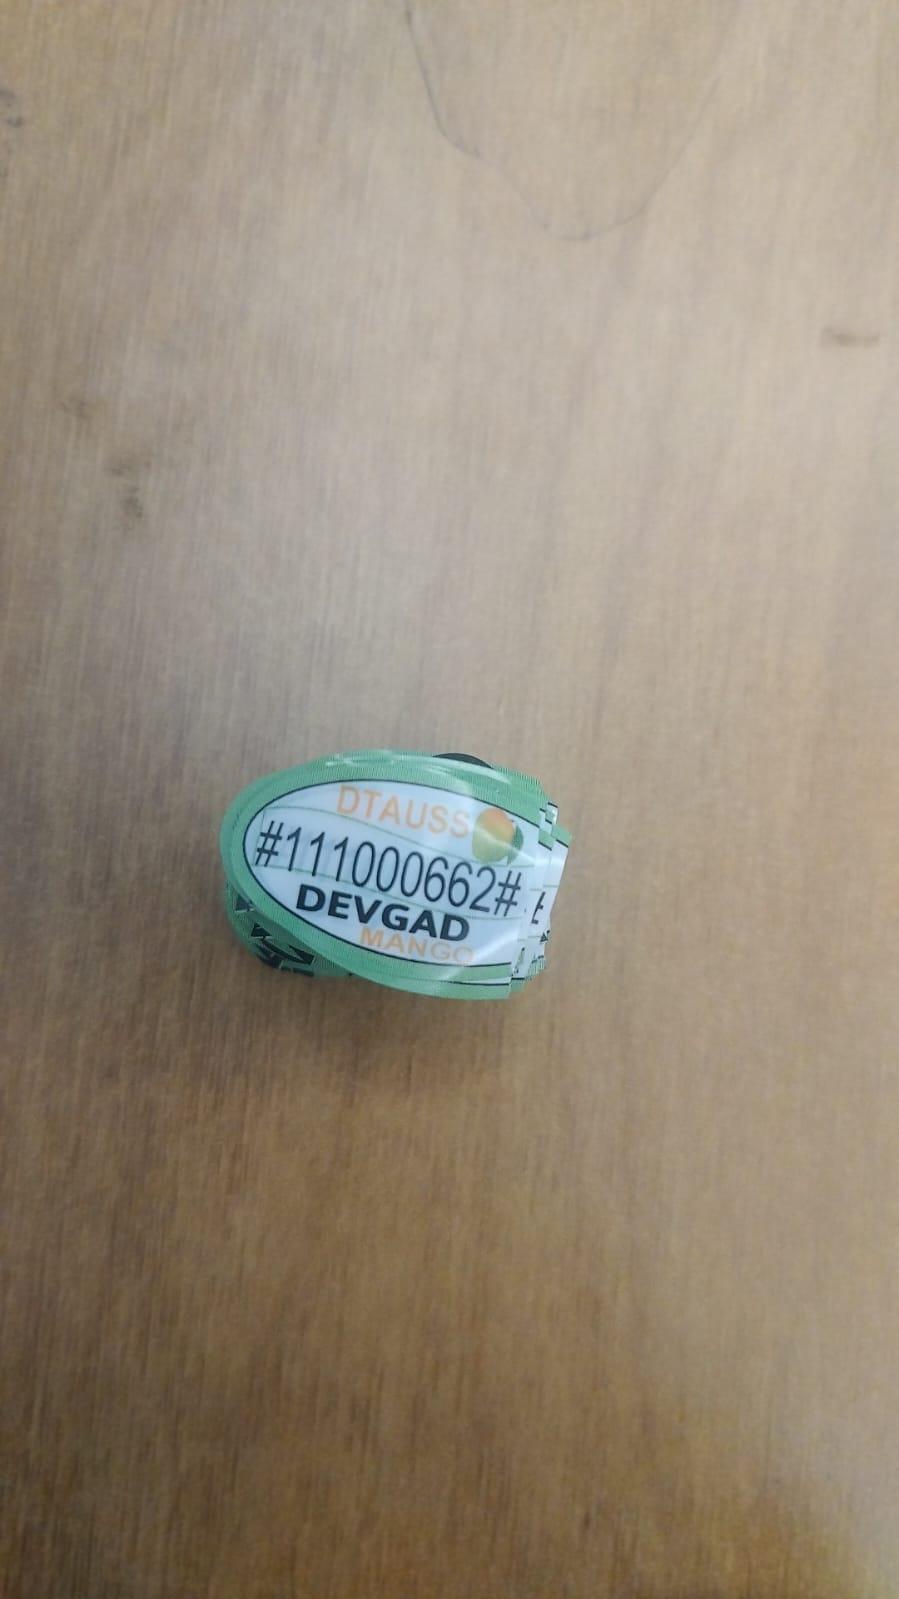 DTAUSS
#111000662#
DEVGAD
MANGO